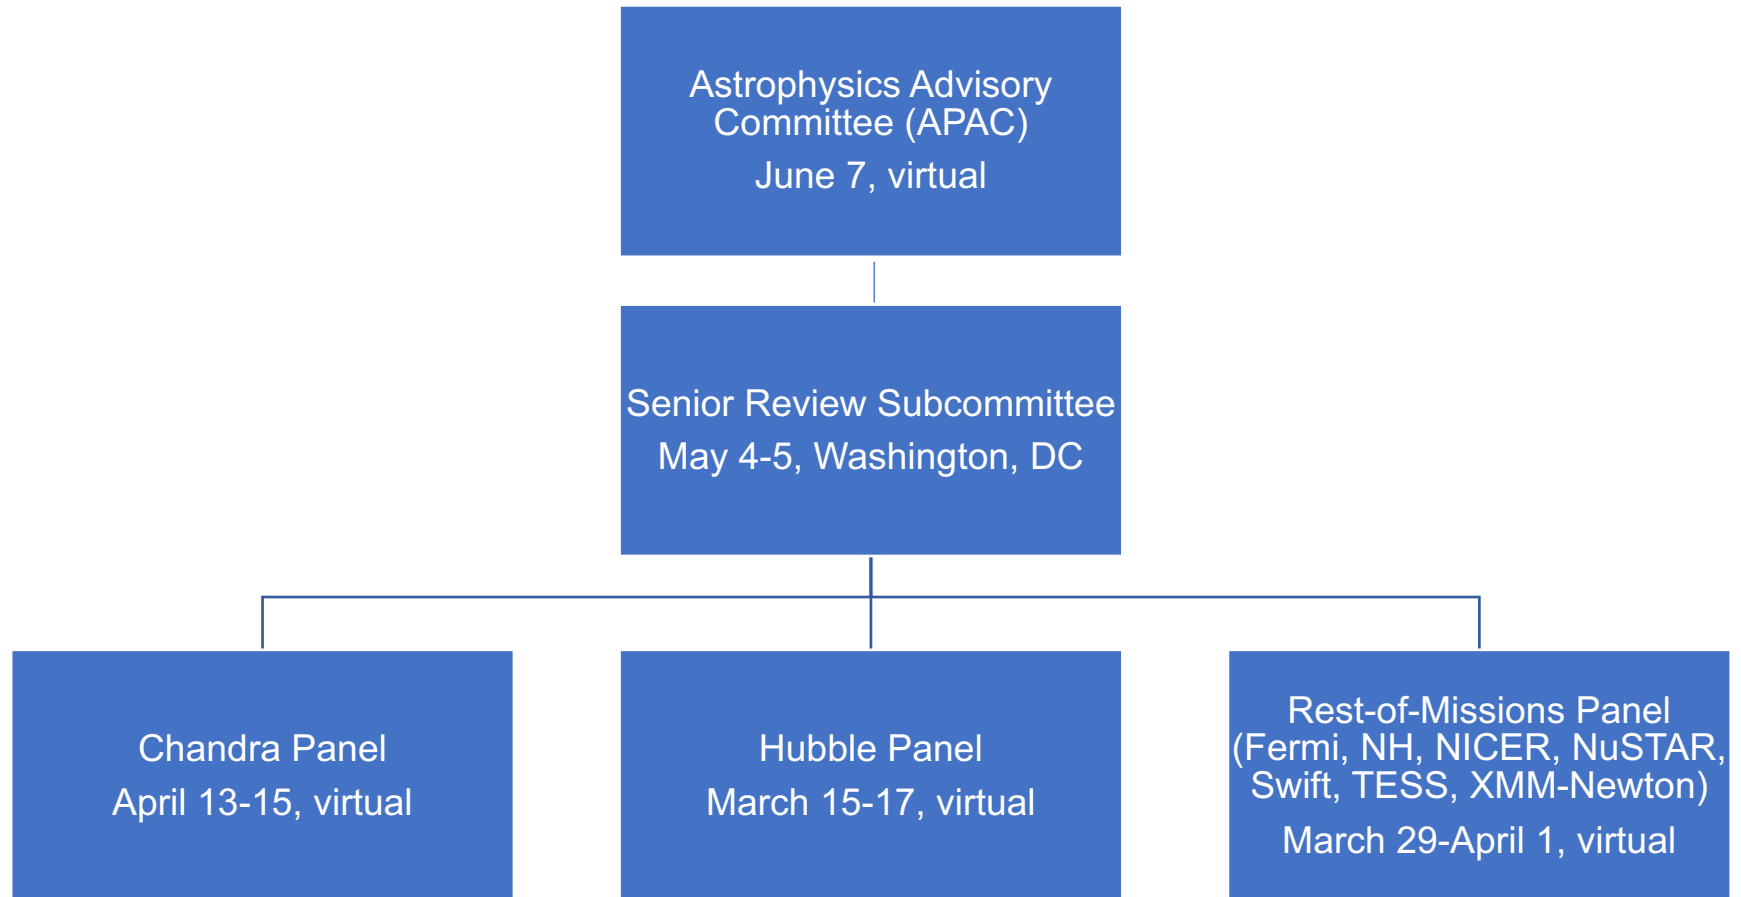 Astrophysics Advisory
Committee (APAC)
June 7, virtual
Senior Review Subcommittee
May 4-5, Washington, DC
Chandra Panel
April 13-15, virtual
Hubble Panel
March 15-17, virtual
Rest-of-Missions Panel
(Fermi, NH, NICER, NuSTAR,
Swift, TESS, XMM-Newton)
March 29-April 1, virtual